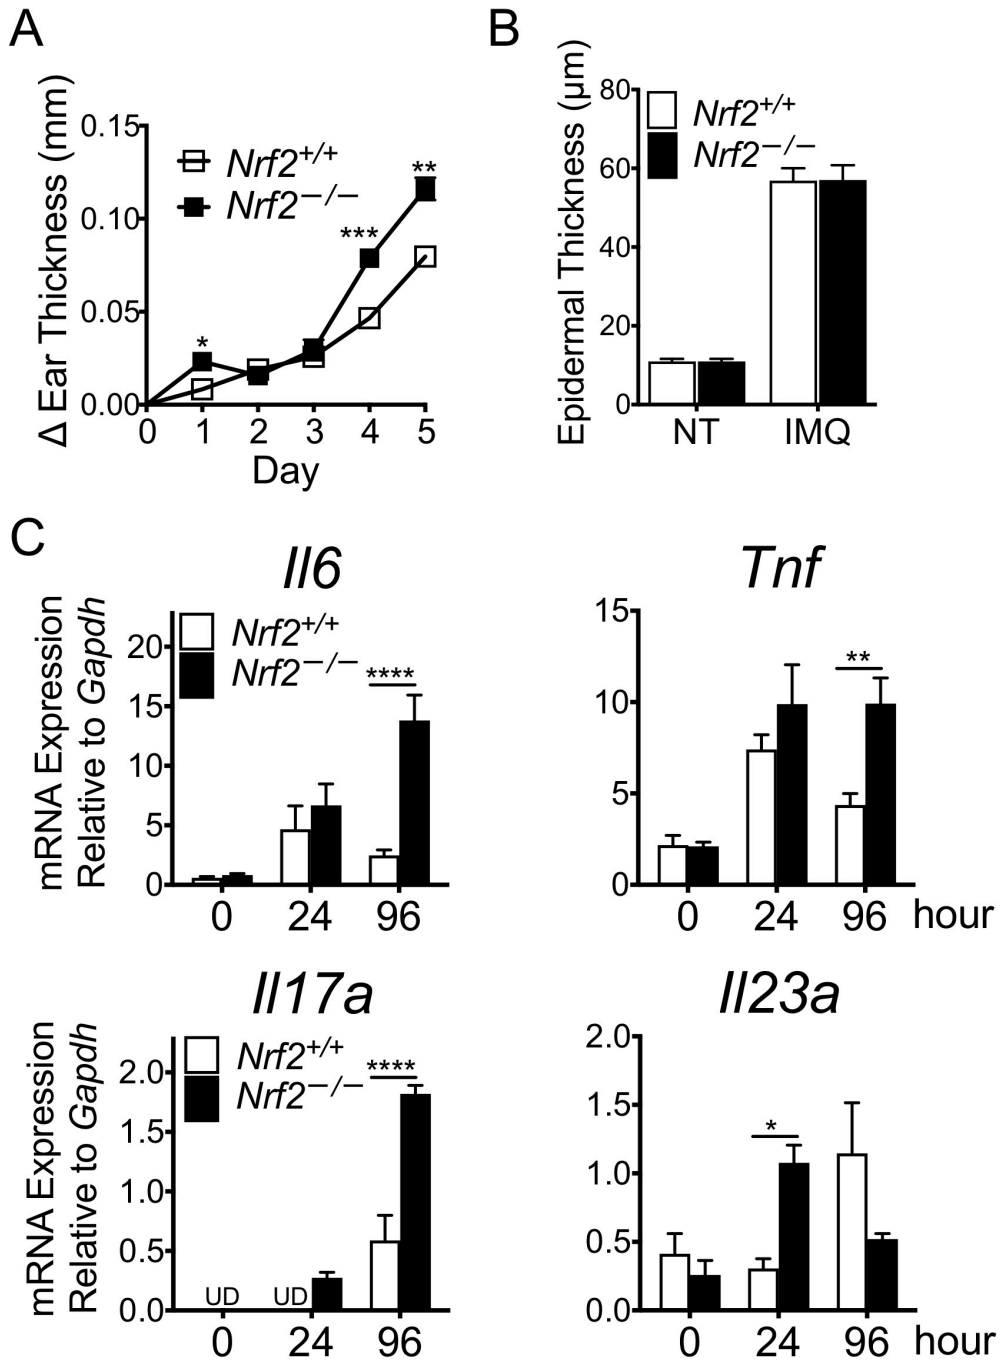 A
Δ Ear Thickness (mm)
0.15
0.10
0.05
0.00
Nrf2+/+
Nrf2−/−
*
***
**
0 1 2 3 4 5
Day
B
Epidermal Thickness (μm)
80
60
40
20
0
Nrf2+/+
Nrf2−/−
NT IMQ
C
Il6
mRNA Expression
Relative to Gapdh
20
15
10
5
0
Nrf2+/+
Nrf2−/−
****
0 24 96
Tnf
15
10
5
0
**
0 24 96 hour
Il17a
mRNA Expression
Relative to Gapdh
2.0
1.5
1.0
0.5
0.0
Nrf2+/+
Nrf2−/−
****
UD UD
0 24 96
Il23a
2.0
1.5
1.0
0.5
0.0
*
0 24 96 hour